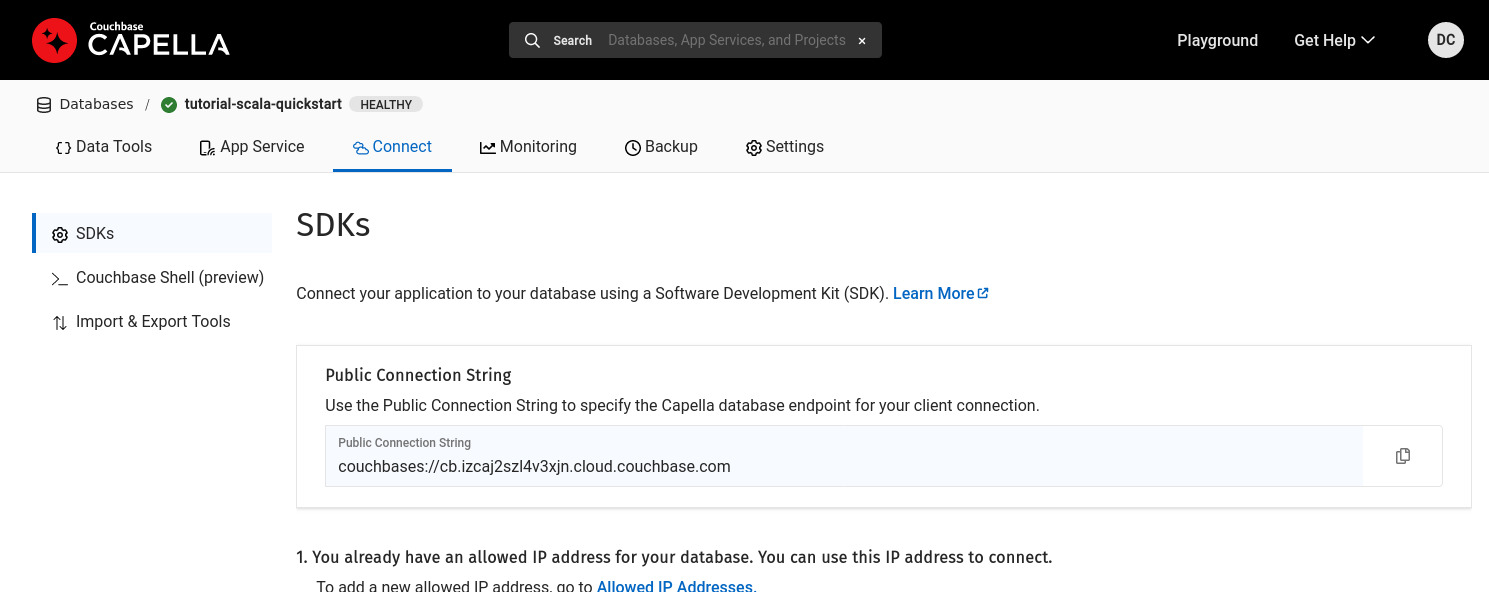 Couchbase
CAPELLA
Search Databases, App Services, and Projects ×
Playground
Get Help
DC
Databases / tutorial-scala-quickstart HEALTHY
Data Tools
App Service
Connect
Monitoring
Backup
Settings
SDKs
Couchbase Shell (preview)
Import & Export Tools
SDKs
Connect your application to your database using a Software Development Kit (SDK). Learn More
Public Connection String
Use the Public Connection String to specify the Capella database endpoint for your client connection.
Public Connection String
couchbases://cb.izcaj2szl4v3xjn.cloud.couchbase.com
1. You already have an allowed IP address for your database. You can use this IP address to connect.
To add a new allowed IP address, go to Allowed IP Addresses.